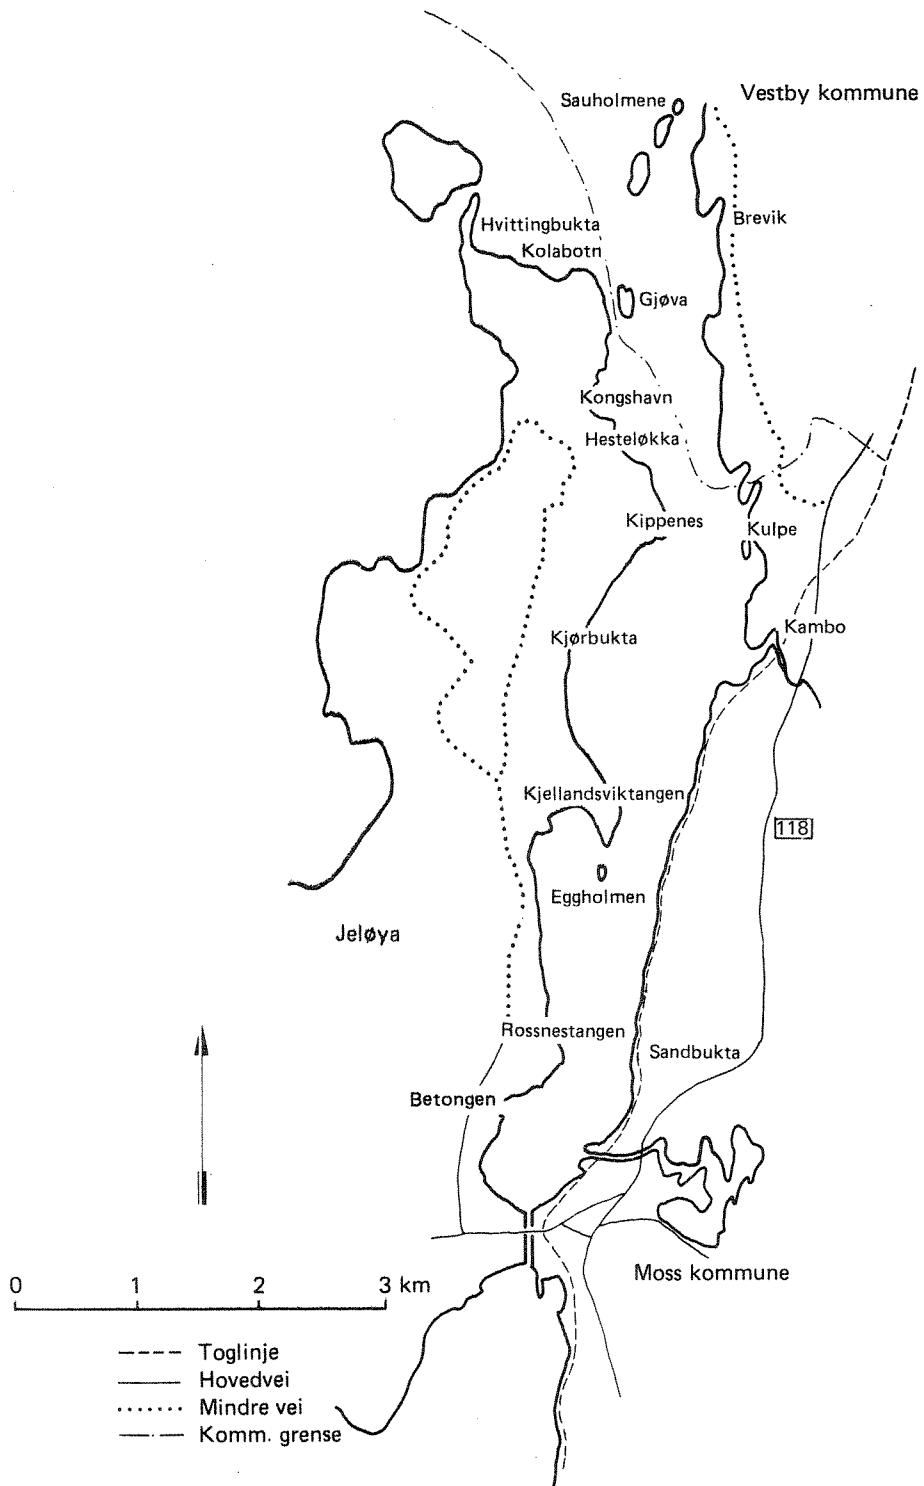 Sauholmene
Vestby kommune
Hvittingbukta
Brevik
Kolabotn
Gjøva
Kongshavn
Hesteløkka
Kippenes
Kulpe
Kambo
Kjørbukta
Kjellandsviktangen
118
Eggholmen
Jeløya
Rossnestangen
Sandbukta
Betongen
Moss kommune
0 1 2 3 km
Toglinje
Hovedvei
Mindre vei
Komm. grense